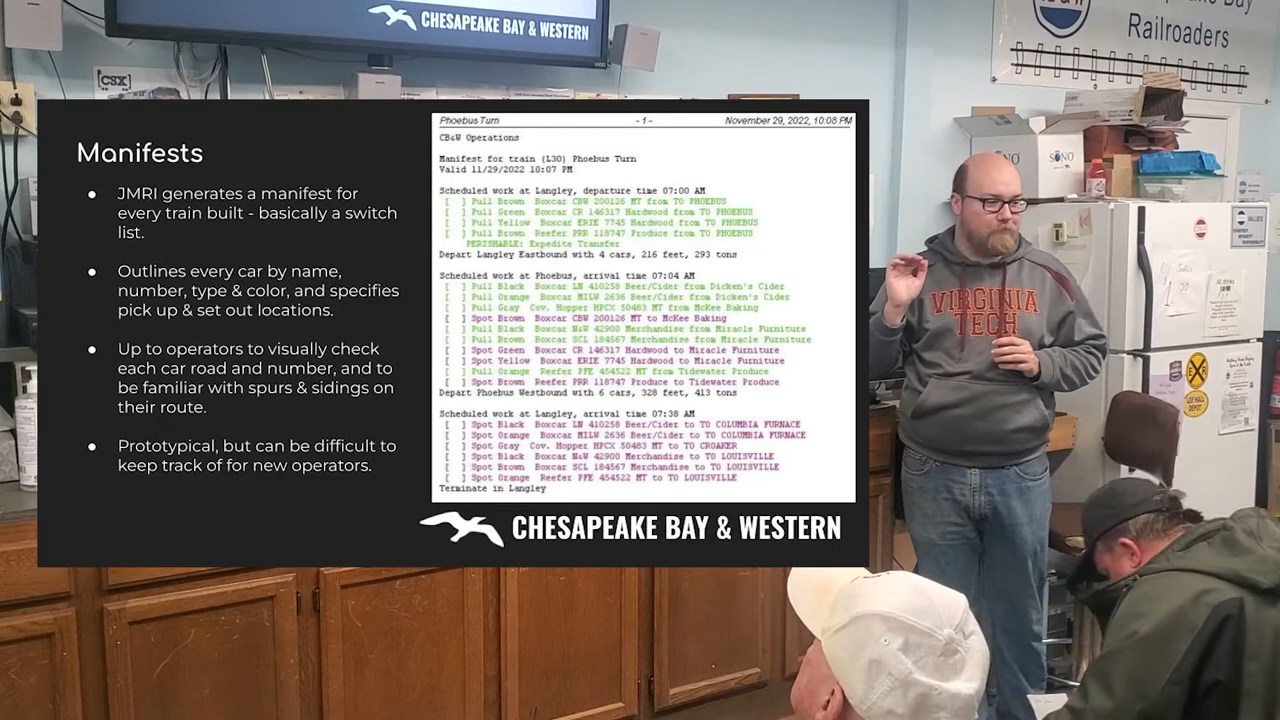 CHESAPEAKE BAY & WESTERN
ke Bay
Railroaders
CSX
SONO
Manifests
● JMRI generates a manifest for
every train built - basically a switch
list.
● Outlines every car by name,
number, type & color, and specifies
pick up & set out locations.
● Up to operators to visually check
each car road and number, and to
be familiar with spurs & sidings on
their route.
● Prototypical, but can be difficult to
keep track of for new operators.
Phoebus Turn - 1 - November 29, 2022, 10:08 PM
CB&W Operations
Manifest for train (L30) Phoebus Turn
Valid 11/29/2022 10:07 PM
Scheduled work at Langley, departure time 07:00 AM
[ ] Pull Brown Boxcar CBW 200126 MT from TO PHOEBUS
[ ] Pull Green Boxcar CR 146317 Hardwood from TO PHOEBUS
[ ] Pull Yellow Boxcar ERIE 7745 Hardwood from TO PHOEBUS
[ ] Pull Brown Reefer PRR 118747 Produce from TO PHOEBUS
PERISHABLE: Expedite Transfer
Depart Langley Eastbound with 4 cars, 216 feet, 293 tons
Scheduled work at Phoebus, arrival time 07:04 AM
[ ] Pull Black Boxcar LN 410258 Beer/Cider from Dicken's Cider
[ ] Pull Orange Boxcar MILW 2636 Beer/Cider from Dicken's Cider
[ ] Pull Gray Cov. Hopper HPCX 50483 MT from McKee Baking
[ ] Spot Brown Boxcar CBW 200126 MT to McKee Baking
[ ] Pull Black Boxcar N&W 42900 Merchandise from Miracle Furniture
[ ] Pull Brown Boxcar SCL 184567 Merchandise from Miracle Furniture
[ ] Spot Green Boxcar CR 146317 Hardwood to Miracle Furniture
[ ] Spot Yellow Boxcar ERIE 7745 Hardwood to Miracle Furniture
[ ] Pull Orange Reefer PFE 454522 MT from Tidewater Produce
[ ] Spot Brown Reefer PRR 118747 Produce to Tidewater Produce
Depart Phoebus Westbound with 6 cars, 328 feet, 413 tons
Scheduled work at Langley, arrival time 07:38 AM
[ ] Spot Black Boxcar LN 410258 Beer/Cider to TO COLUMBIA FURNACE
[ ] Spot Orange Boxcar MILW 2636 Beer/Cider to TO COLUMBIA FURNACE
[ ] Spot Gray Cov. Hopper HPCX 50483 MT to TO CROAKER
[ ] Spot Black Boxcar N&W 42900 Merchandise to TO LOUISVILLE
[ ] Spot Brown Boxcar SCL 184567 Merchandise to TO LOUISVILLE
[ ] Spot Orange Reefer PFE 454522 MT to TO LOUISVILLE
Terminate in Langley
CHESAPEAKE BAY & WESTERN
VIRGINIA
TECH
VALUES
LEE HALL
DEPOT